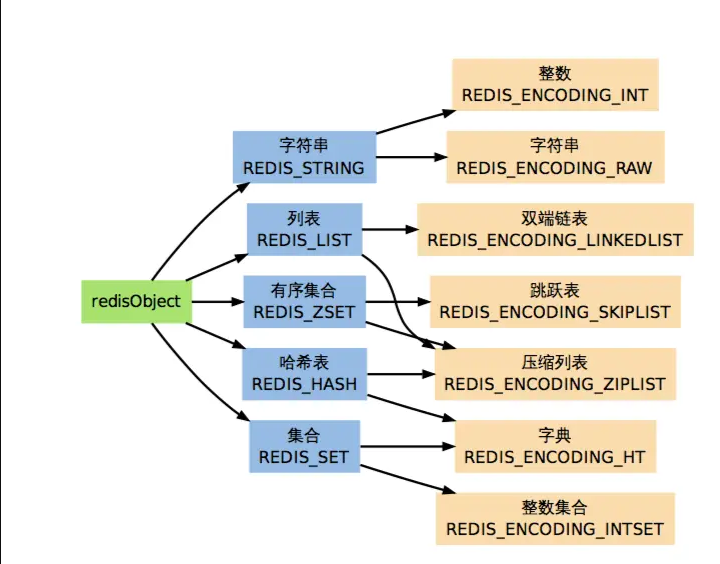 redisObject
字符串
REDIS_STRING
列表
REDIS_LIST
有序集合
REDIS_ZSET
哈希表
REDIS_HASH
集合
REDIS_SET
整数
REDIS_ENCODING_INT
字符串
REDIS_ENCODING_RAW
双端链表
REDIS_ENCODING_LINKEDLIST
跳跃表
REDIS_ENCODING_SKIPLIST
压缩列表
REDIS_ENCODING_ZIPLIST
字典
REDIS_ENCODING_HT
整数集合
REDIS_ENCODING_INTSET